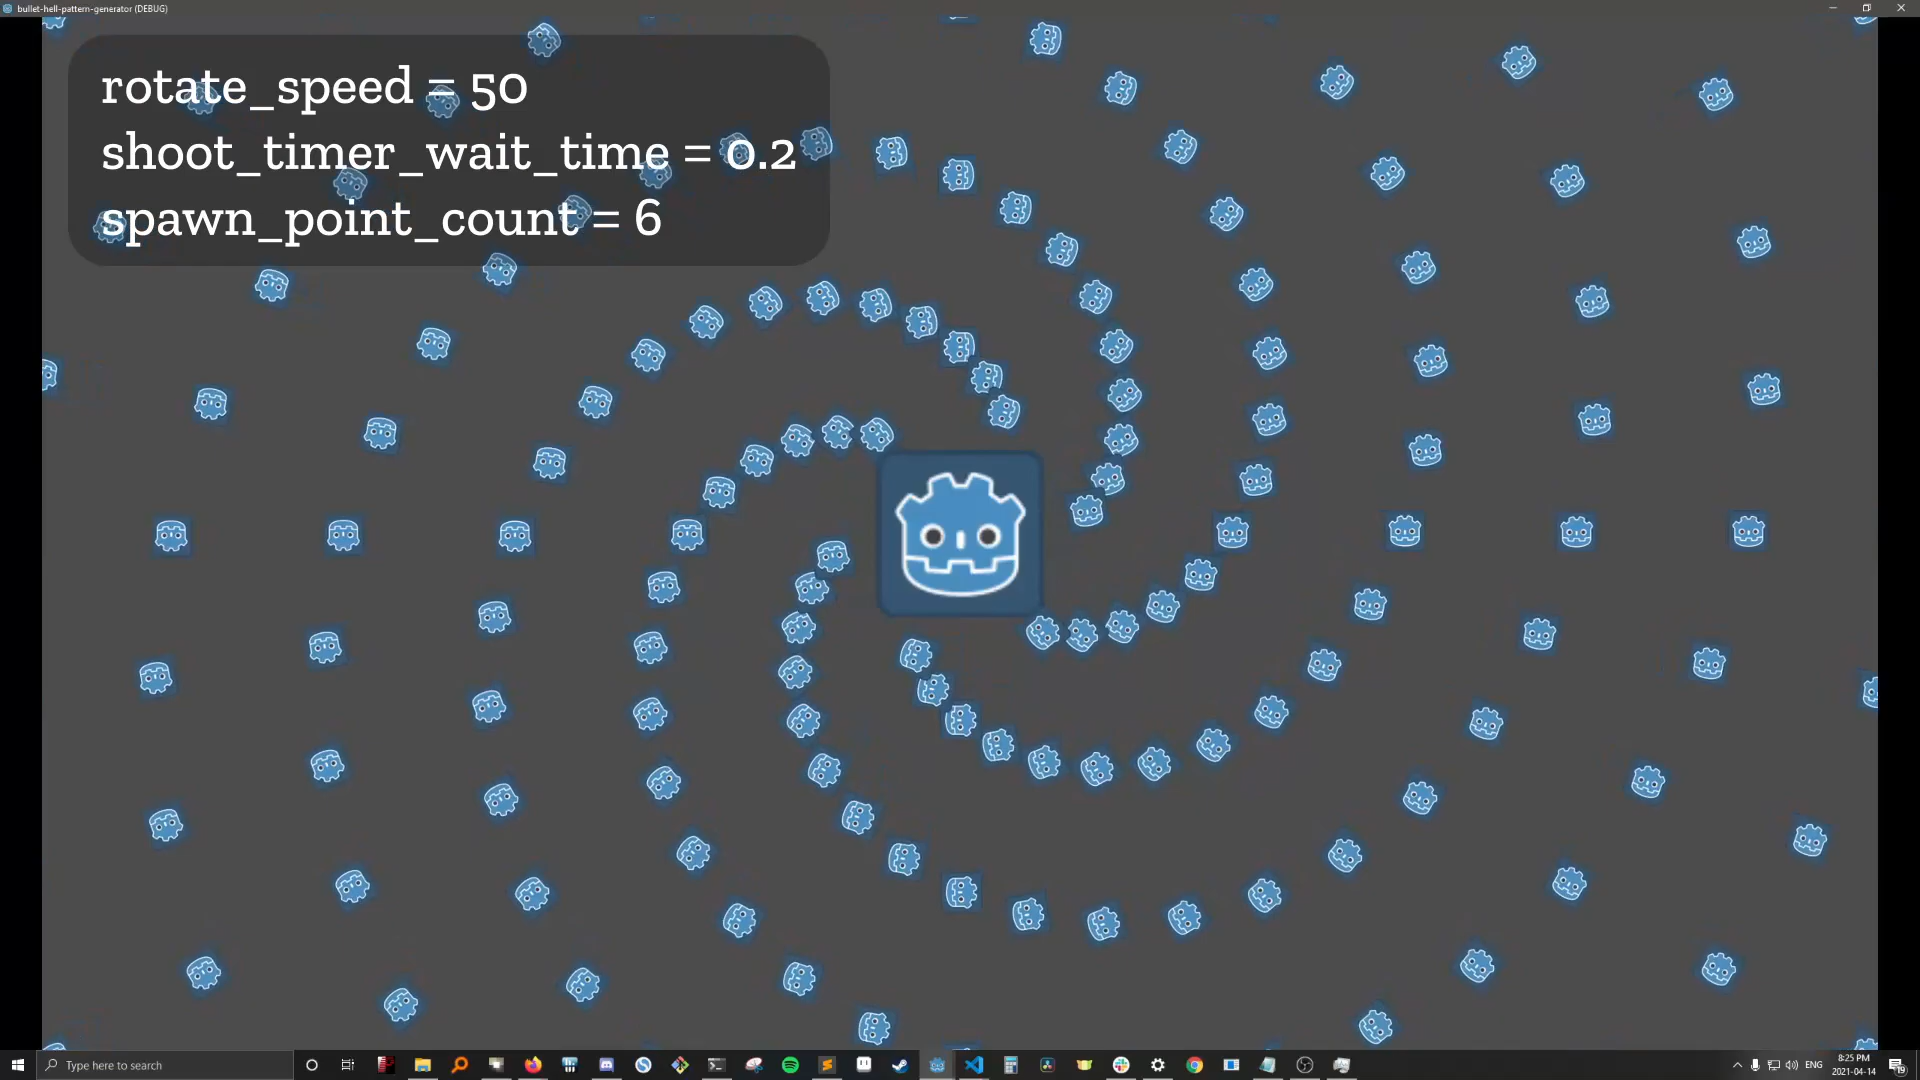 bullet-hell-pattern-generator (DEBUG)
rotate_speed = 50
shoot_timer_wait_time = 0.2
spawn_point_count = 6
Type here to search
ENG
8:25 PM
2021-04-14
19